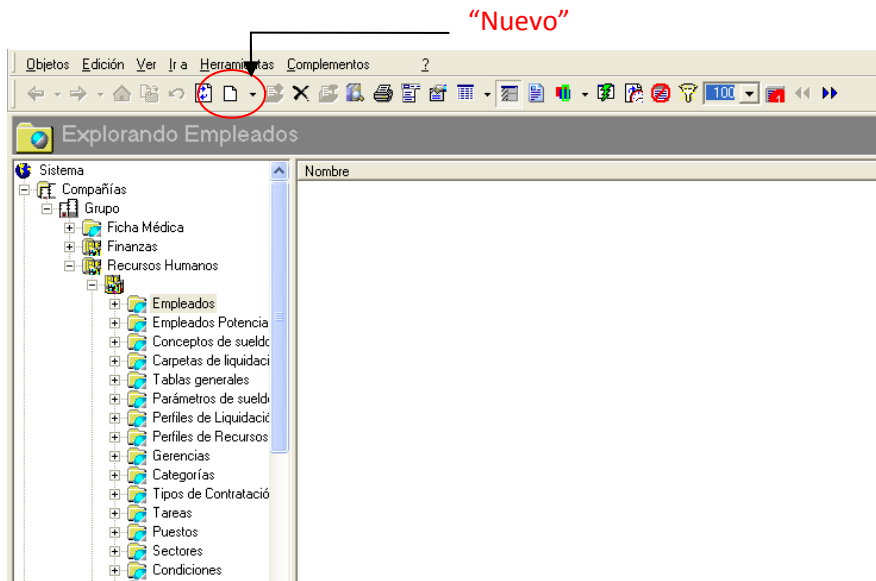 “Nuevo”
Objetos Edición Ver Ir a Herramientas Complementos ?
100
Explorando Empleados
Sistema
Nombre
Compañías
Grupo
Ficha Médica
Finanzas
Recursos Humanos
Empleados
Empleados Potencia
Conceptos de sueldo
Carpetas de liquidaci
Tablas generales
Parámetros de sueld
Perfiles de Liquidació
Perfiles de Recursos
Gerencias
Categorías
Tipos de Contratació
Tareas
Puestos
Sectores
Condiciones